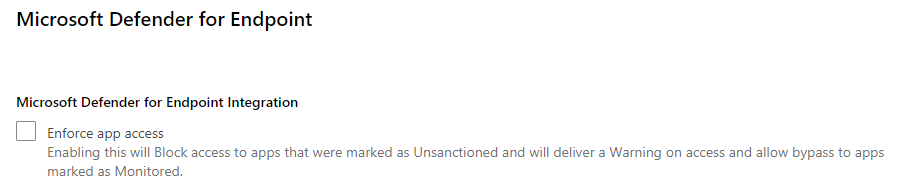 Microsoft Defender for Endpoint
Microsoft Defender for Endpoint Integration
Enforce app access
Enabling this will Block access to apps that were marked as Unsanctioned and will deliver a Warning on access and allow bypass to apps
marked as Monitored.